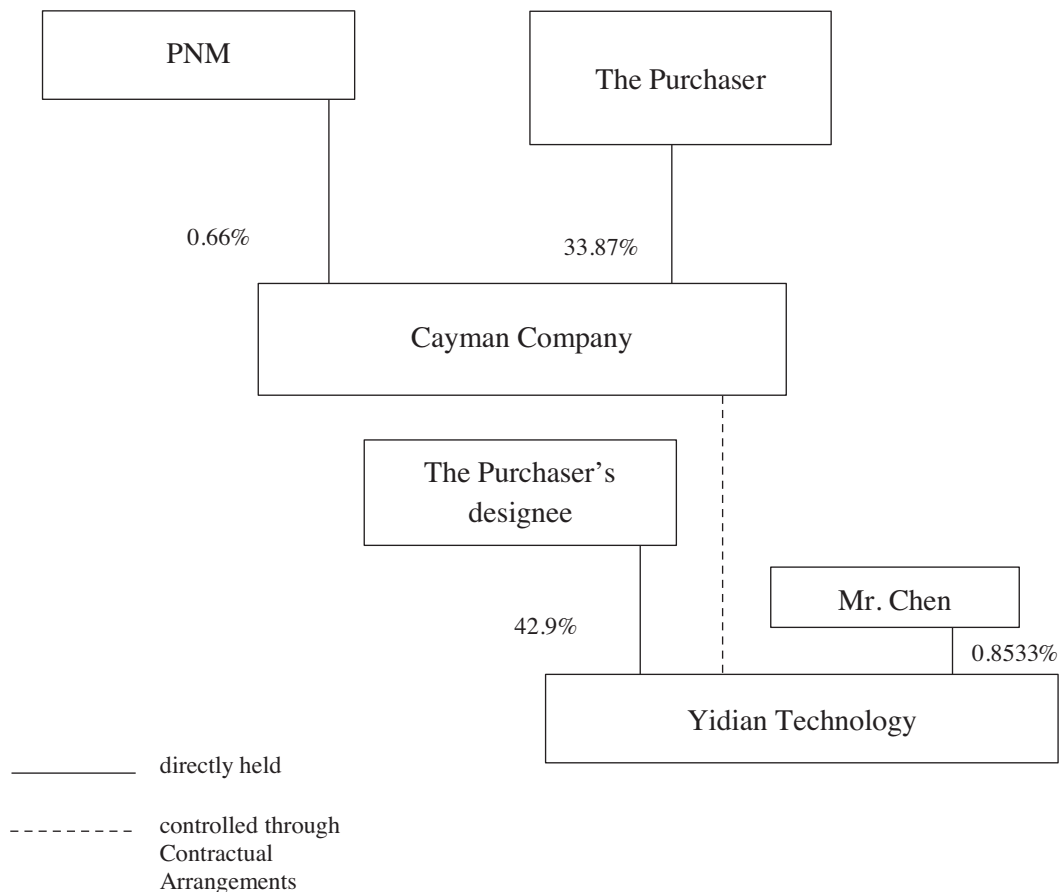 PNM
The Purchaser
0.66%
33.87%
Cayman Company
The Purchaser’s
designee
Mr. Chen
42.9%
0.8533%
Yidian Technology
directly held
controlled through
Contractual
Arrangements